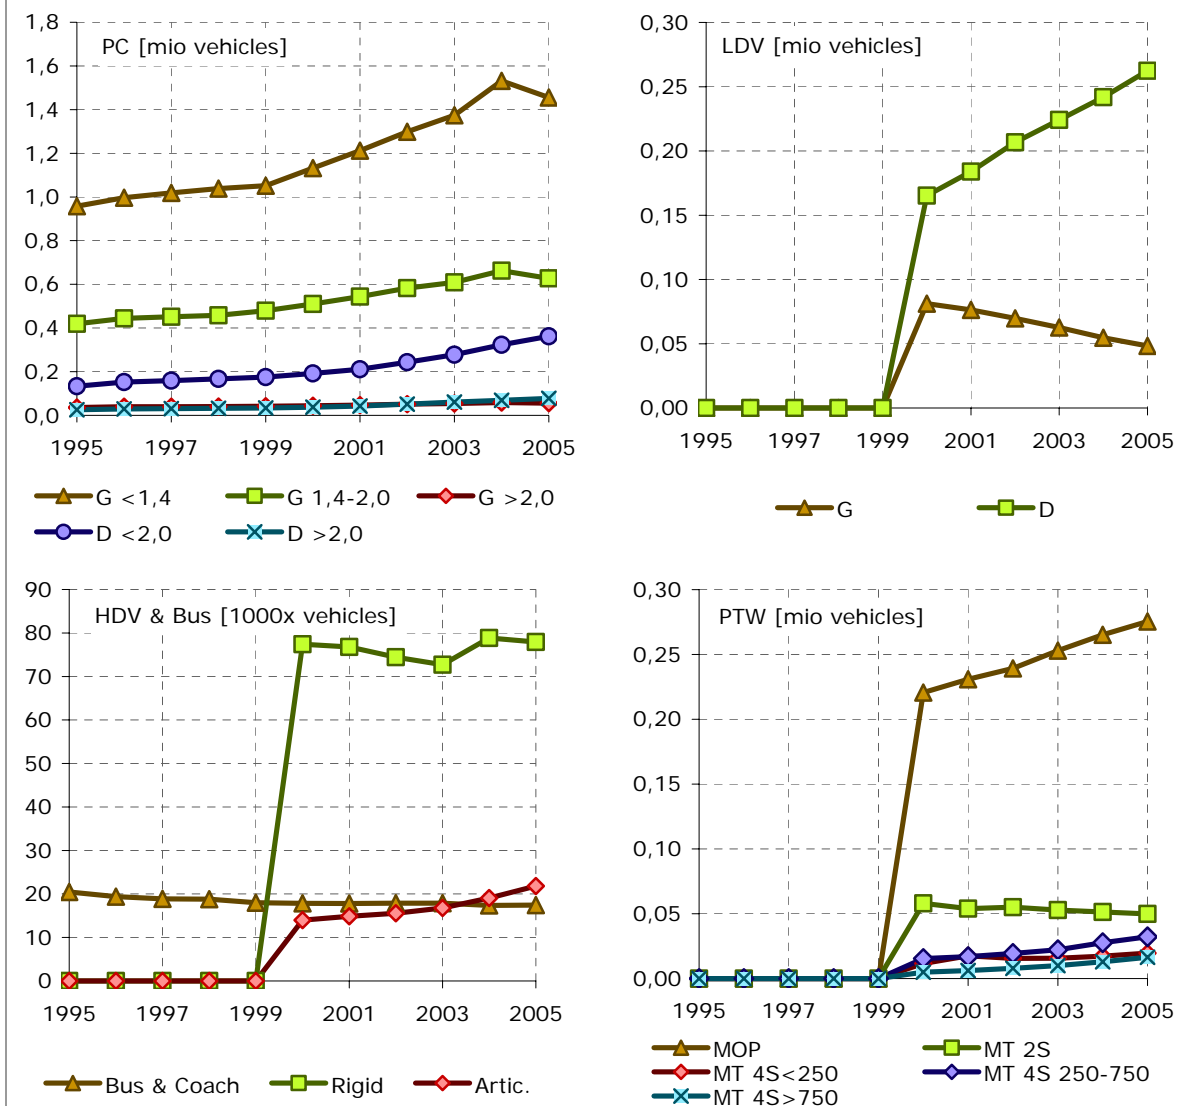 PC [mio vehicles]
1,8
1,6
1,4
1,2
1,0
0,8
0,6
0,4
0,2
0,0
1995 1997 1999 2001 2003 2005
G <1,4 G 1,4-2,0 G >2,0
D <2,0 D >2,0
LDV [mio vehicles]
0,30
0,25
0,20
0,15
0,10
0,05
0,00
1995 1997 1999 2001 2003 2005
G D
HDV & Bus [1000x vehicles]
90
80
70
60
50
40
30
20
10
0
1995 1997 1999 2001 2003 2005
Bus & Coach Rigid Artic.
PTW [mio vehicles]
0,30
0,25
0,20
0,15
0,10
0,05
0,00
1995 1997 1999 2001 2003 2005
MOP MT 2S
MT 4S<250 MT 4S 250-750
MT 4S>750